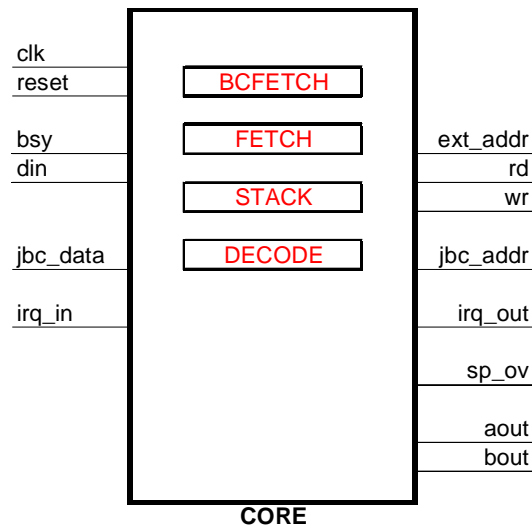 clk
reset
bsy
din
jbc_data
irq_in
BCFETCH
FETCH
STACK
DECODE
ext_addr
rd
wr
jbc_addr
irq_out
sp_ov
aout
bout
CORE